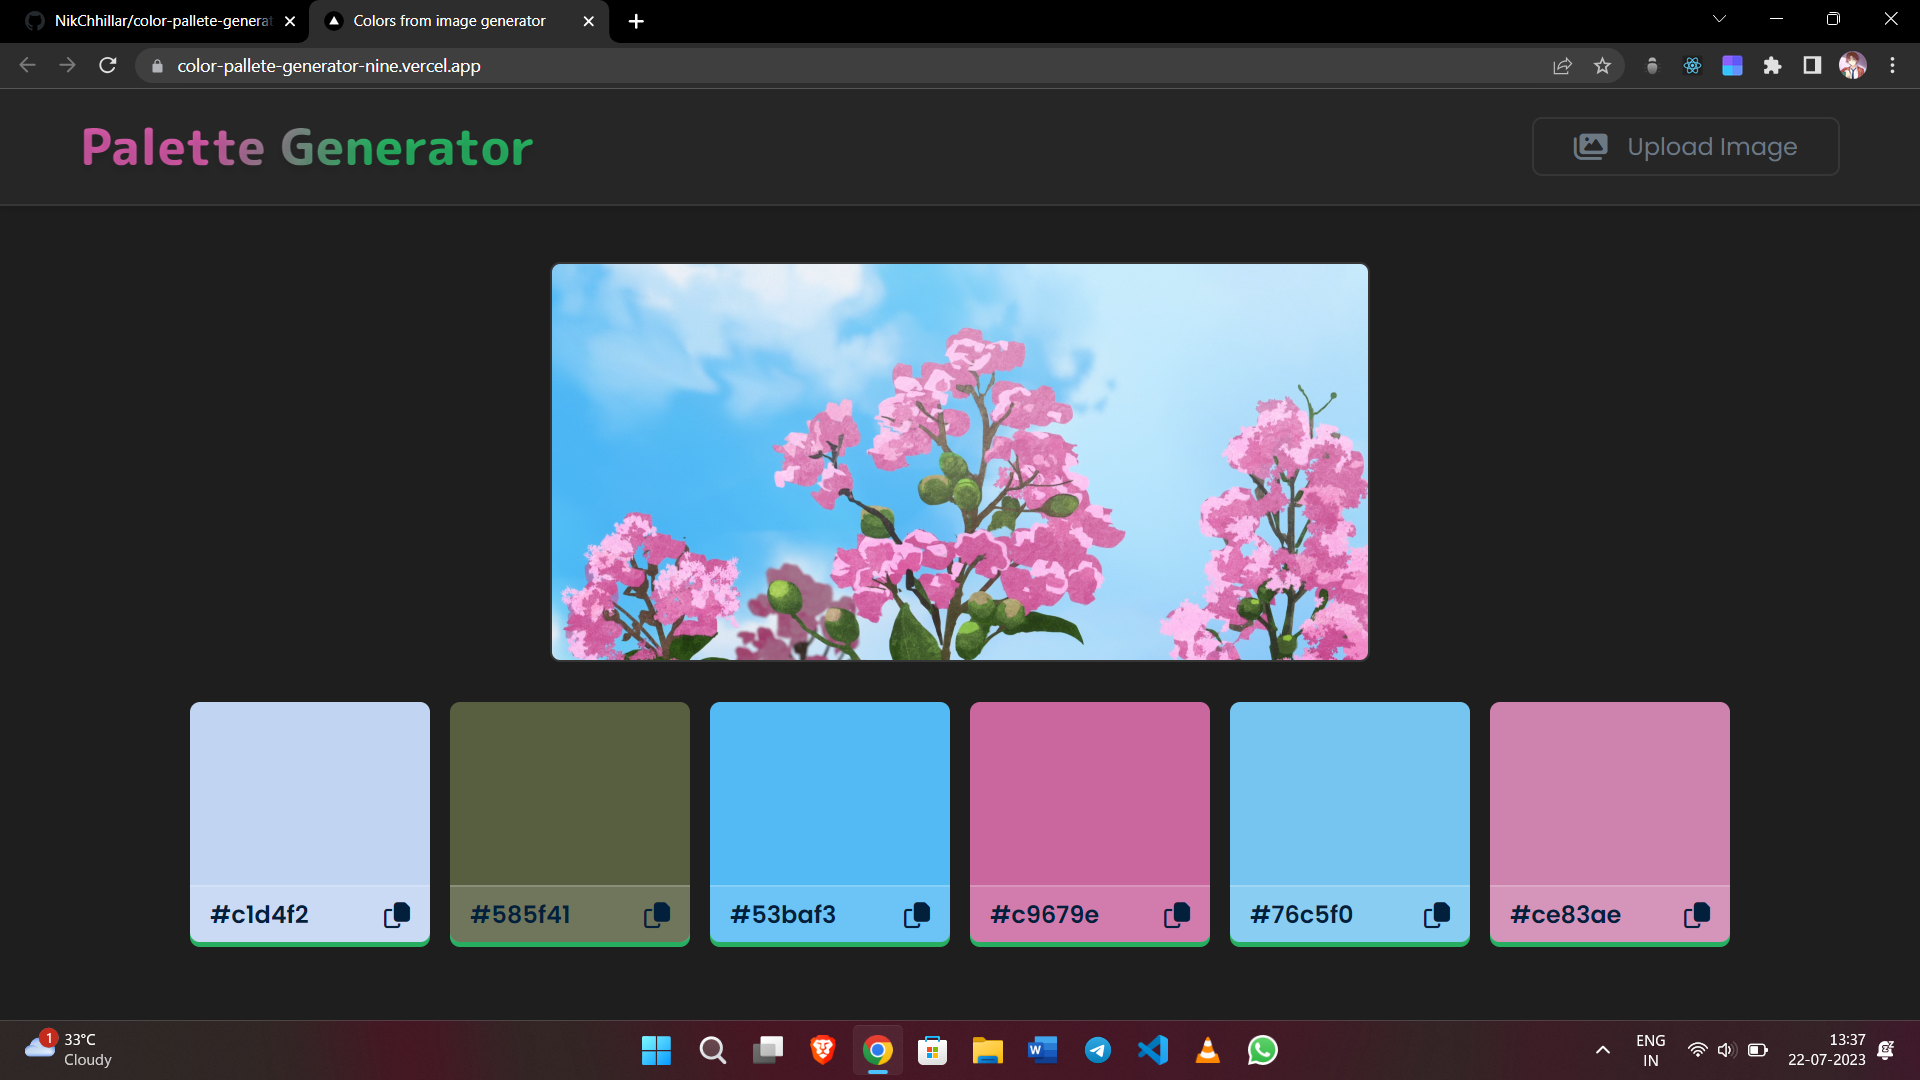 NikChhillar/color-pallete-genera
Colors from image generator
color-pallete-generator-nine.vercel.app
Palette Generator
Upload Image
#c1d4f2
#585f41
#53baf3
#c9679e
#76c5f0
#ce83ae
1
33°C
Cloudy
W
ENG
IN
13:37
22-07-2023